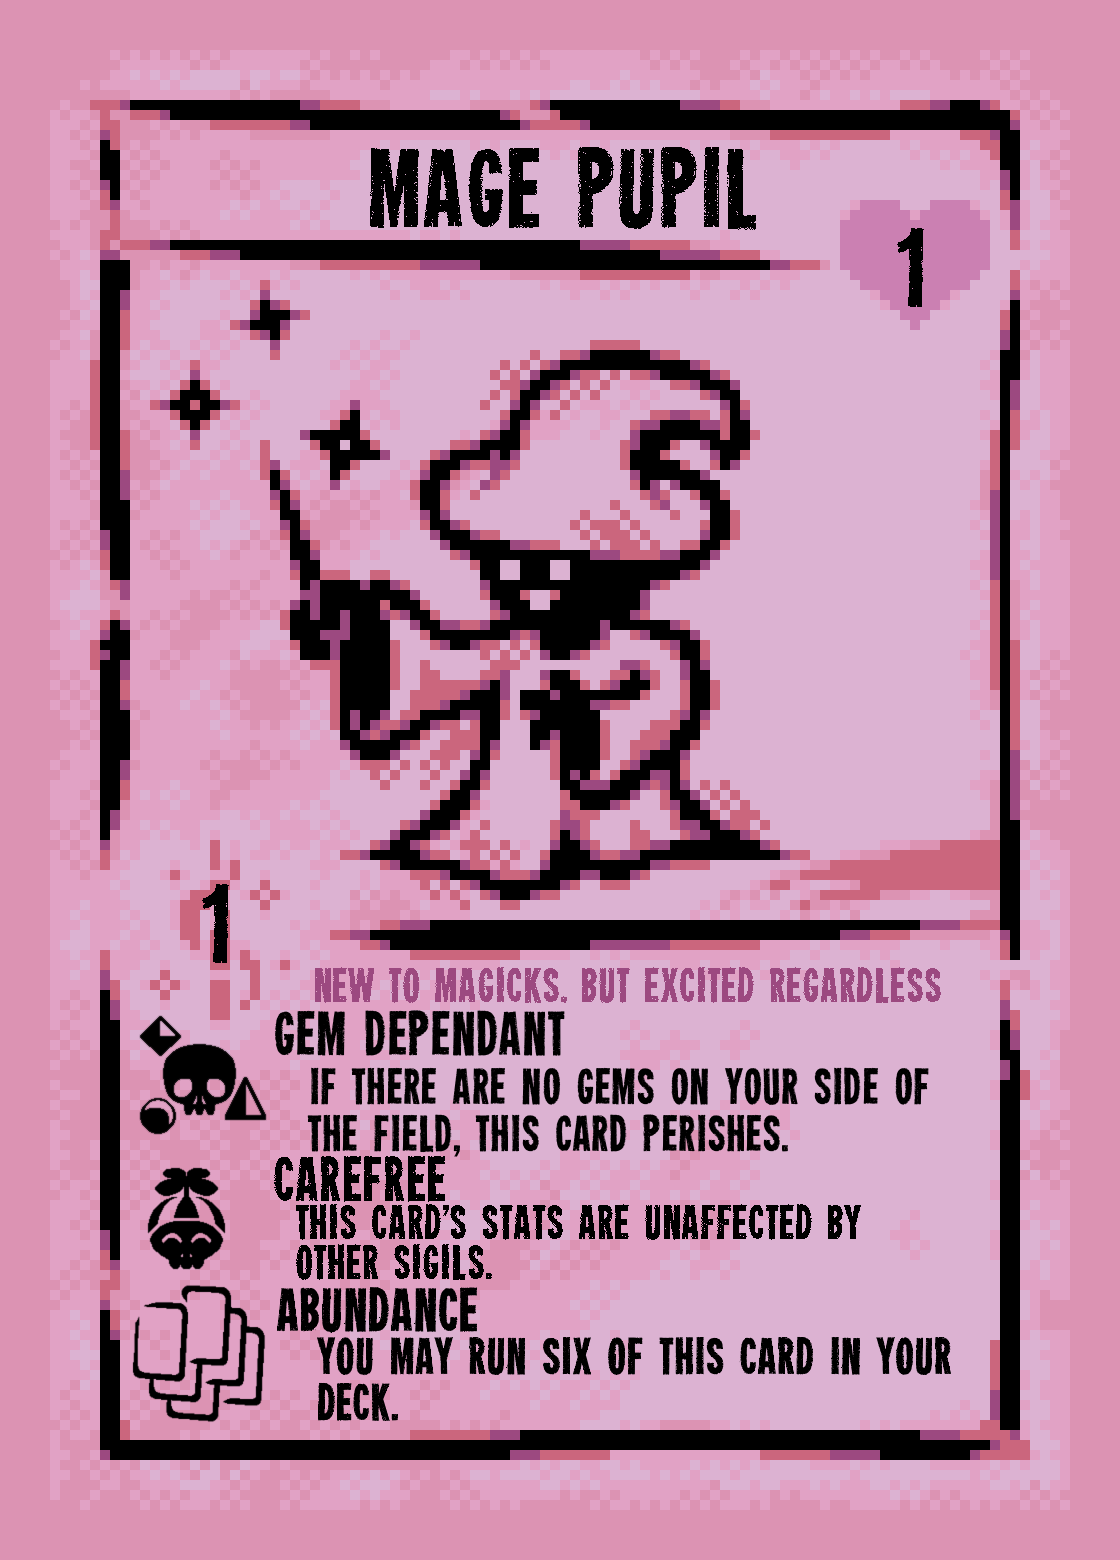 MAGE PUPIL
1
1
NEW TO MAGICKS. BUT EXCITED REGARDLESS
GEM DEPENDANT
IF THERE ARE NO GEMS ON YOUR SIDE OF
THE FIELD, THIS CARD PERISHES.
CAREFREE
THIS CARD'S STATS ARE UNAFFECTED BY
OTHER SIGILS.
ABUNDANCE
YOU MAY RUN SIX OF THIS CARD IN YOUR
DECK.